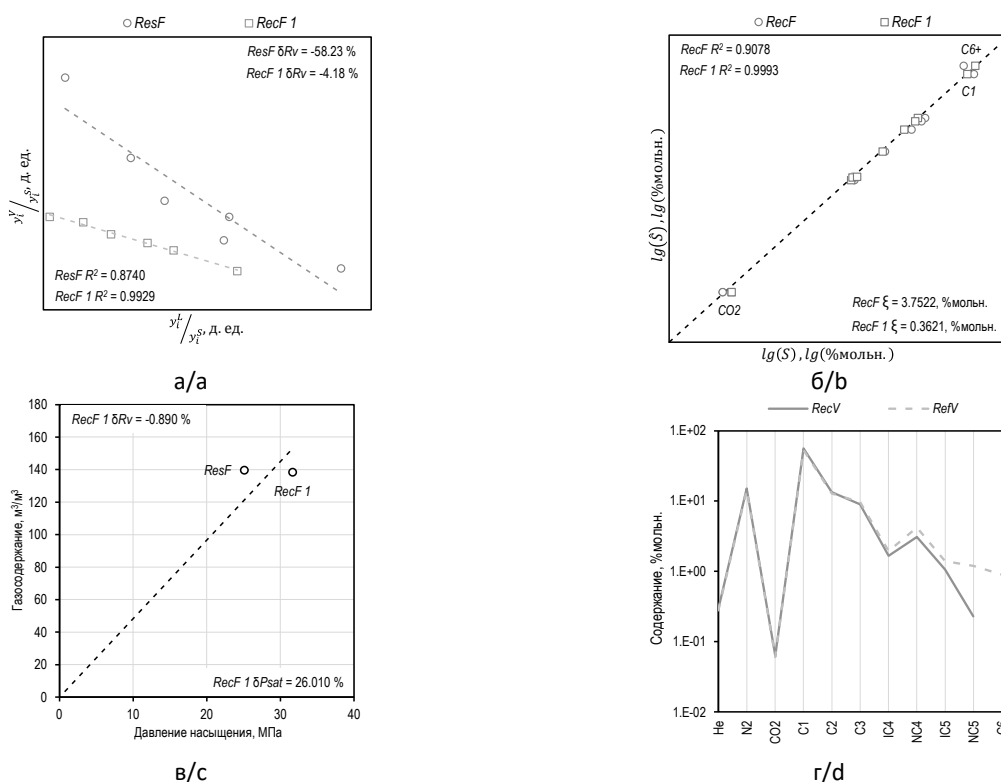 ResF RecF 1
ResF δRv = -58.23 %
RecF 1 δRv = -4.18 %
y_i^V / y_i^S, д. ед.
ResF R² = 0.8740
RecF 1 R² = 0.9929
y_i^L / y_i^S, д. ед.
а/a
RecF RecF 1
RecF R² = 0.9078
RecF 1 R² = 0.9993
C6+
C1
lg(Ŝ), lg(%мольн.)
CO2
RecF ξ = 3.7522, %мольн.
RecF 1 ξ = 0.3621, %мольн.
lg(S), lg(%мольн.)
б/b
180
160
140
120
100
80
60
40
20
0
RecF 1 δRv = -0.890 %
ResF
RecF 1
Газосодержание, м³/м³
RecF 1 δPsat = 26.010 %
0 10 20 30 40
Давление насыщения, МПа
в/c
RecV RefV
1.E+02
1.E+01
1.E+00
1.E-01
1.E-02
Содержание, %мольн.
He N2 CO2 C1 C2 C3 IC4 NC4 IC5 NC5 C6
г/d